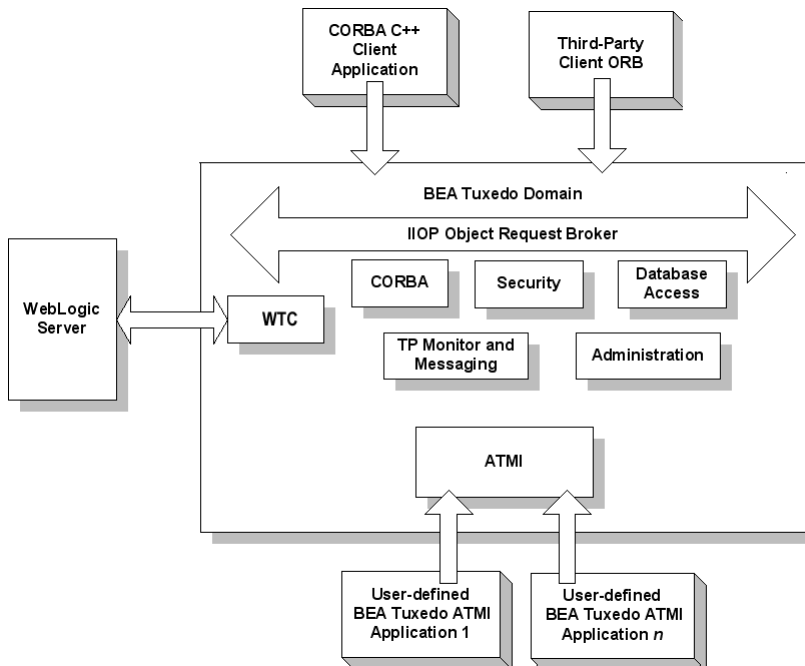 CORBA C++
Client
Application
Third-Party
Client ORB
BEA Tuxedo Domain
IIOP Object Request Broker
WebLogic
Server
WTC
CORBA
Security
Database
Access
TP Monitor and
Messaging
Administration
ATMI
User-defined
BEA Tuxedo ATMI
Application 1
User-defined
BEA Tuxedo ATMI
Application n